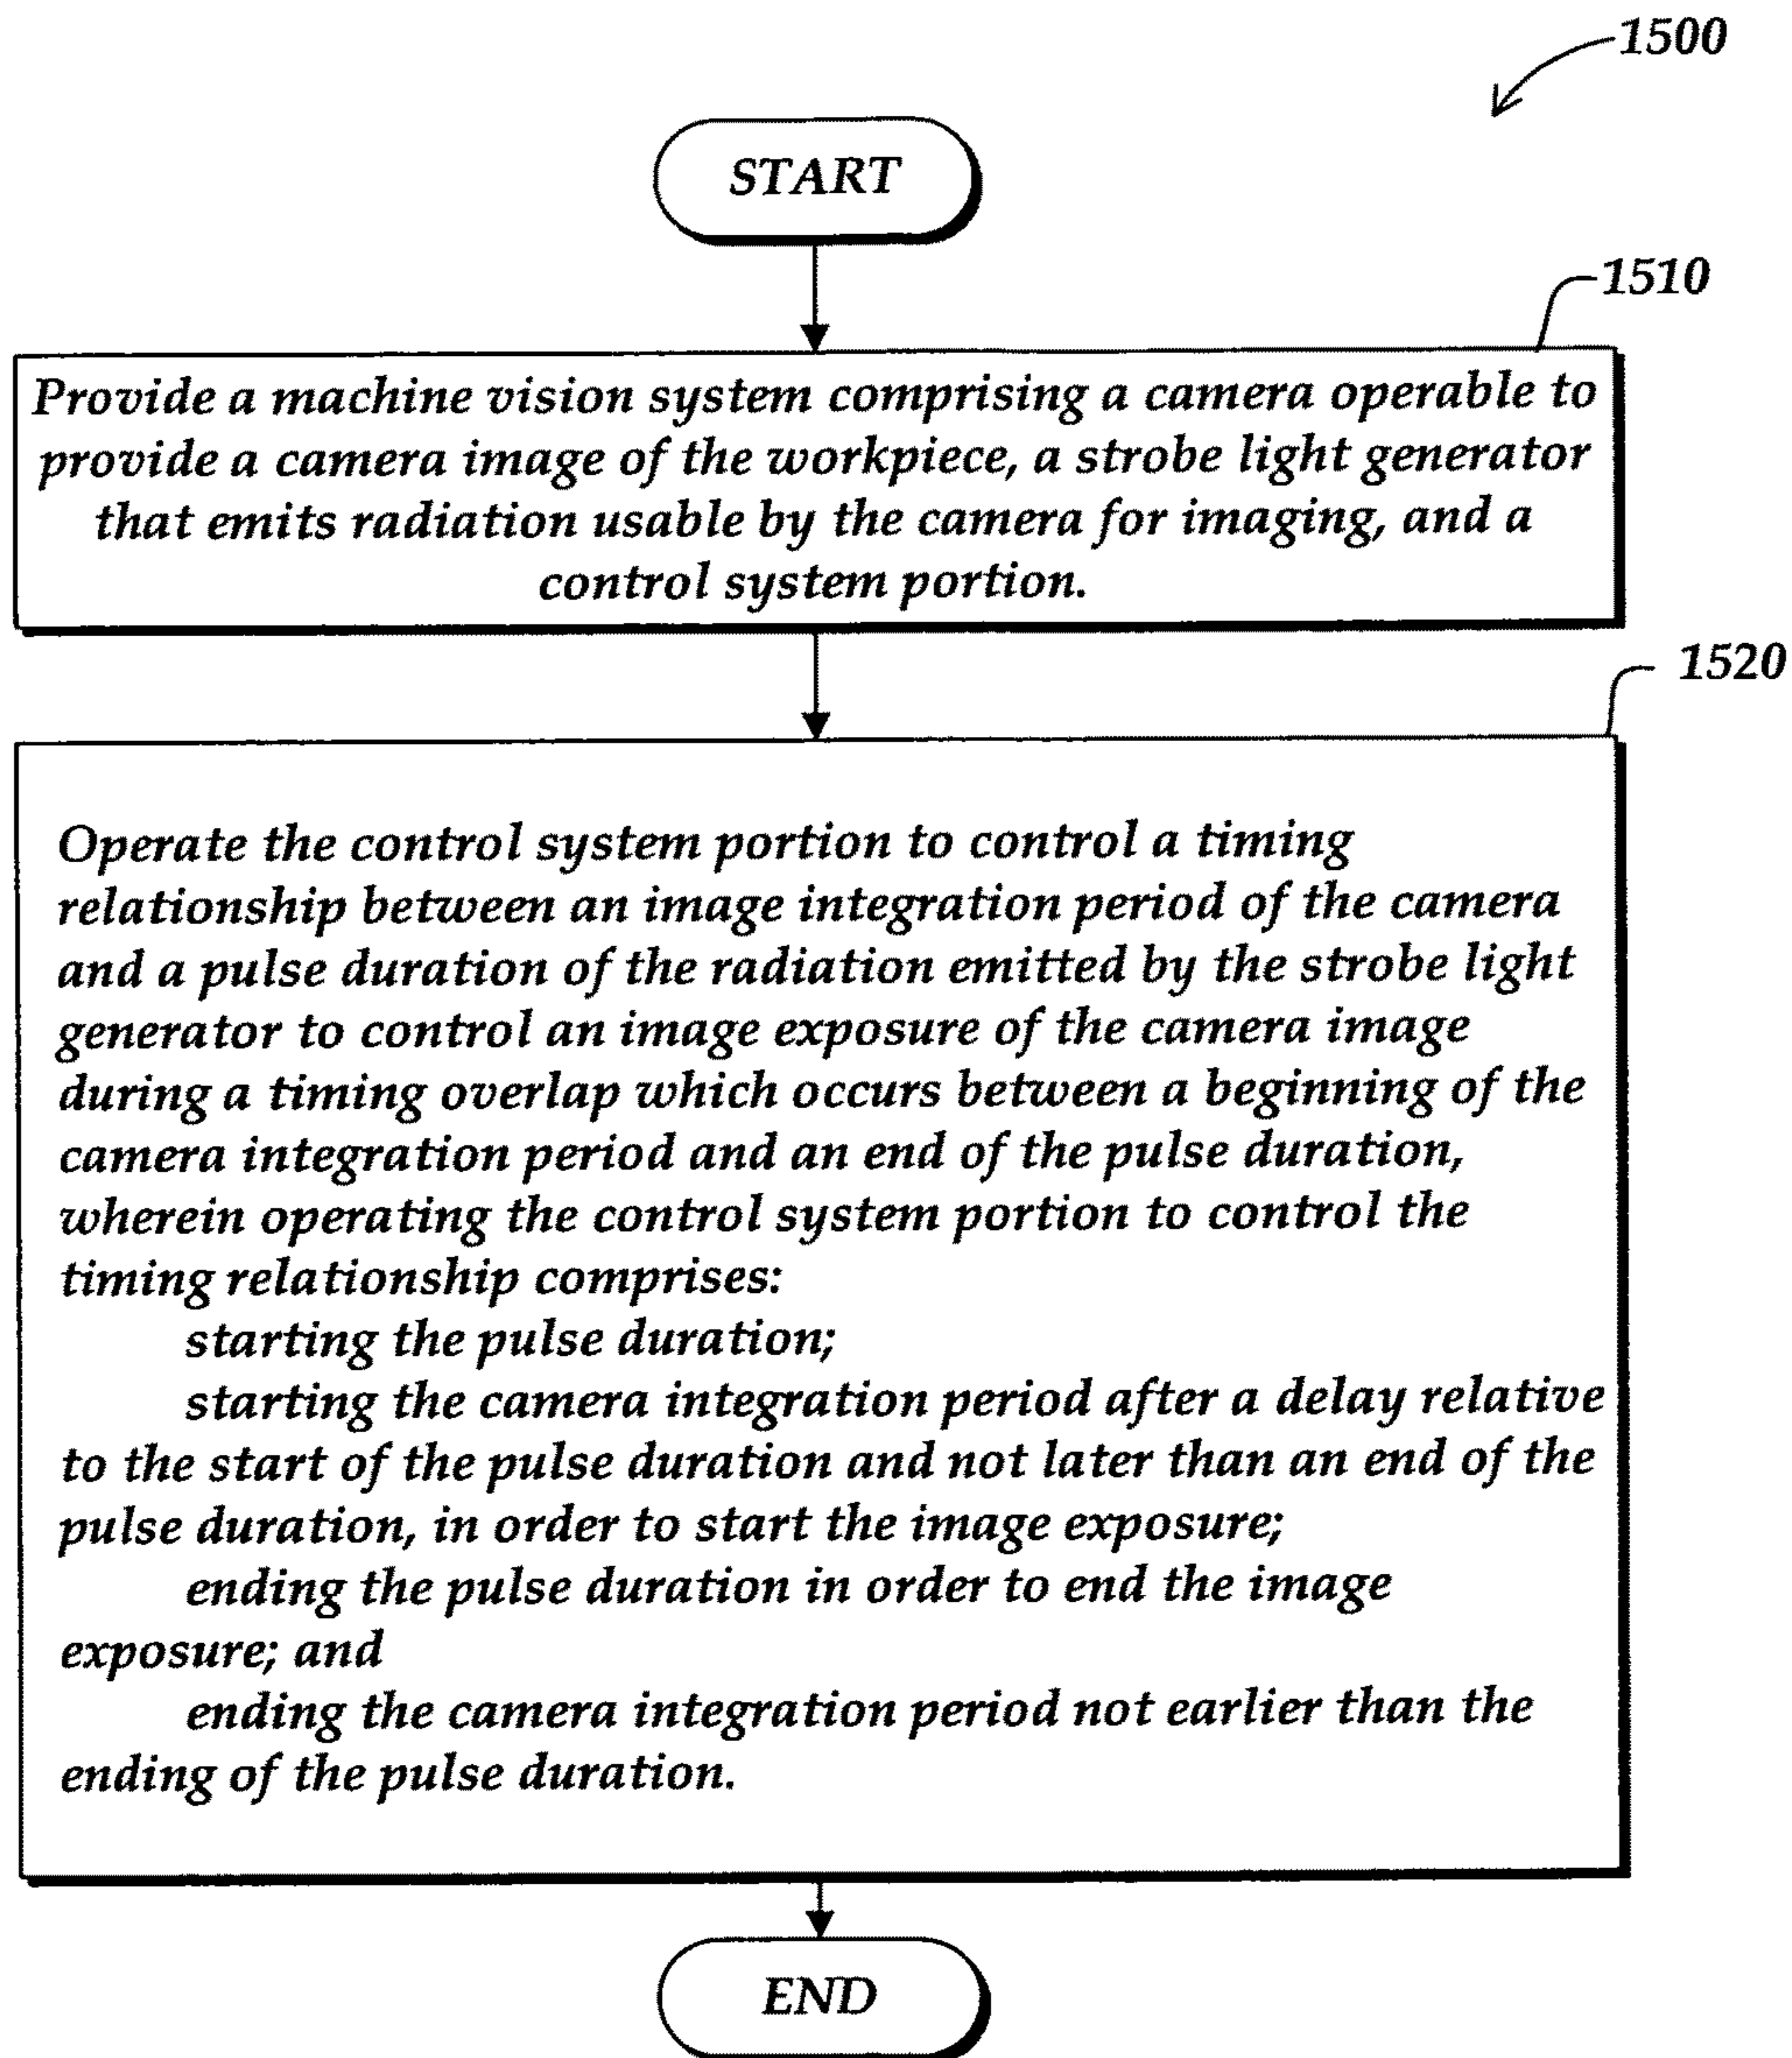 1500
START
1510
Provide a machine vision system comprising a camera operable to
provide a camera image of the workpiece, a strobe light generator
that emits radiation usable by the camera for imaging, and a
control system portion.
1520
Operate the control system portion to control a timing
relationship between an image integration period of the camera
and a pulse duration of the radiation emitted by the strobe light
generator to control an image exposure of the camera image
during a timing overlap which occurs between a beginning of the
camera integration period and an end of the pulse duration,
wherein operating the control system portion to control the
timing relationship comprises:
starting the pulse duration;
starting the camera integration period after a delay relative
to the start of the pulse duration and not later than an end of the
pulse duration, in order to start the image exposure;
ending the pulse duration in order to end the image
exposure; and
ending the camera integration period not earlier than the
ending of the pulse duration.
END